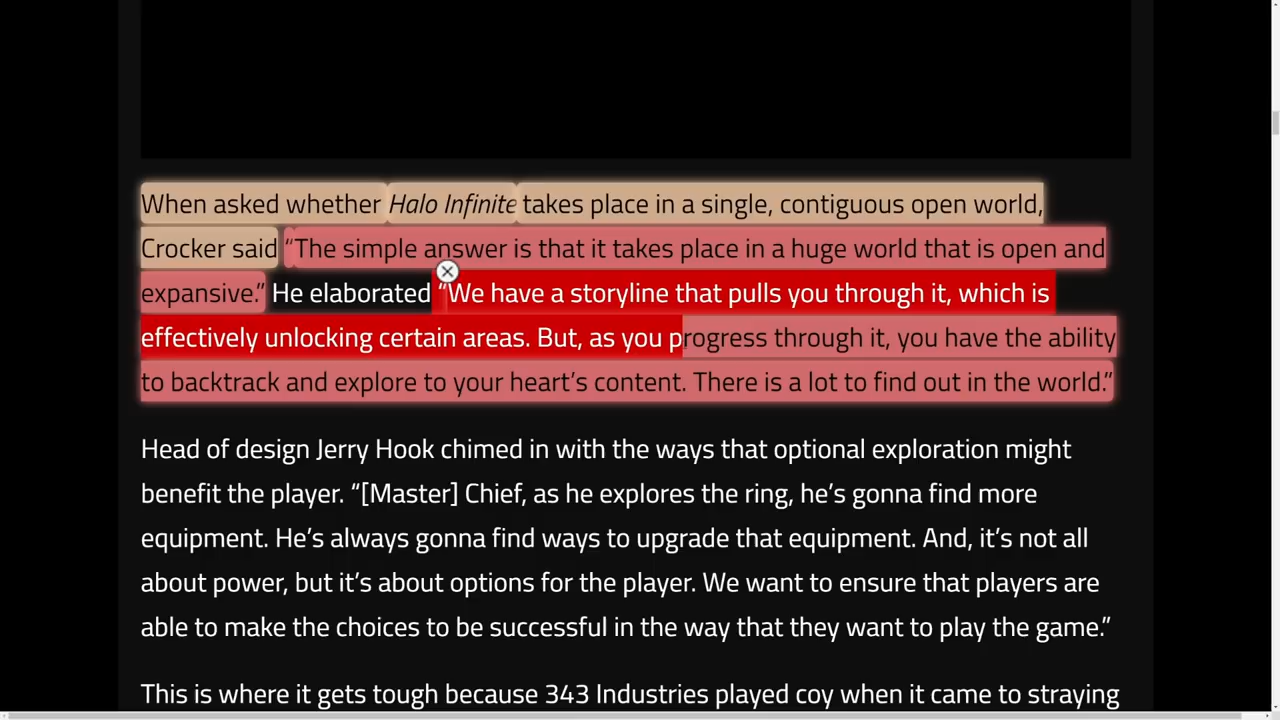 When asked whether Halo Infinite takes place in a single, contiguous open world,
Crocker said “The simple answer is that it takes place in a huge world that is open and
expansive.” He elaborated “We have a storyline that pulls you through it, which is
effectively unlocking certain areas. But, as you progress through it, you have the ability
to backtrack and explore to your heart’s content. There is a lot to find out in the world.”
Head of design Jerry Hook chimed in with the ways that optional exploration might
benefit the player. “[Master] Chief, as he explores the ring, he’s gonna find more
equipment. He’s always gonna find ways to upgrade that equipment. And, it’s not all
about power, but it’s about options for the player. We want to ensure that players are
able to make the choices to be successful in the way that they want to play the game.”
This is where it gets tough because 343 Industries played coy when it came to straying